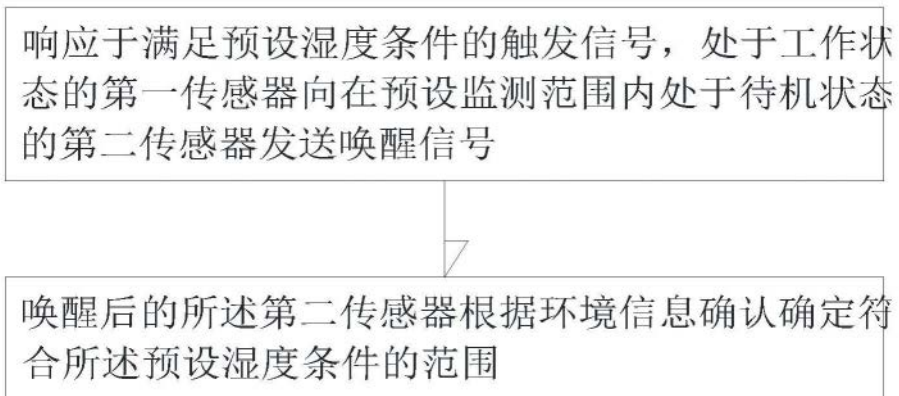 响应于满足预设湿度条件的触发信号，处于工作状
态的第一传感器向在预设监测范围内处于待机状态
的第二传感器发送唤醒信号
唤醒后的所述第二传感器根据环境信息确认确定符
合所述预设湿度条件的范围